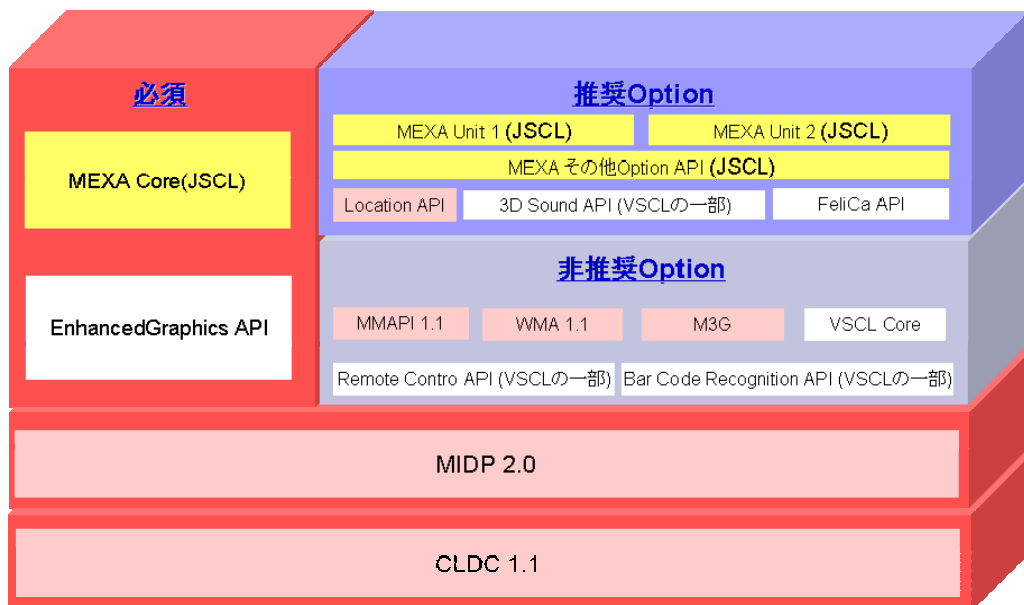 必須
MEXA Core(JSCL)
EnhancedGraphics API
推奨Option
MEXA Unit 1 (JSCL)
MEXA Unit 2 (JSCL)
MEXA その他Option API (JSCL)
Location API
3D Sound API (VSCLの一部)
FeliCa API
非推奨Option
MMAPI 1.1
WMA 1.1
M3G
VSCL Core
Remote Contro API (VSCLの一部)
Bar Code Recognition API (VSCLの一部)
MIDP 2.0
CLDC 1.1